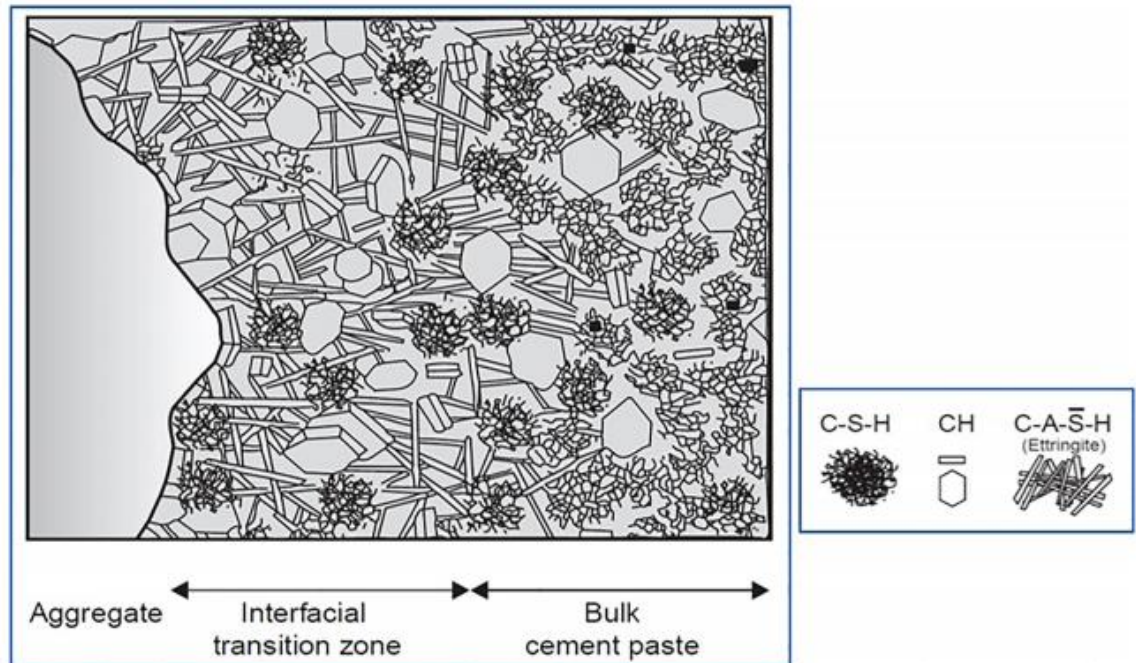 C-S-H CH C-A-S̅-H
(Ettringite)
Aggregate Interfacial transition zone Bulk cement paste